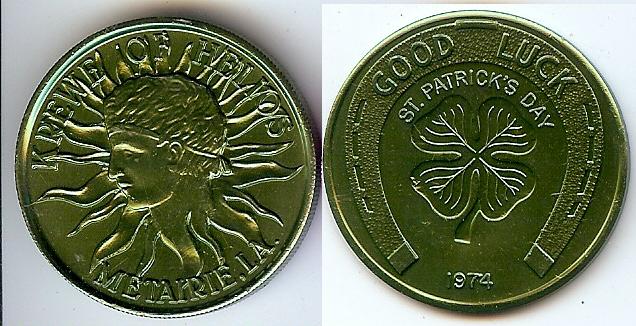 KREWE OF HELIOS
METAIRIE, LA.
GOOD LUCK
ST. PATRICK'S DAY
1974